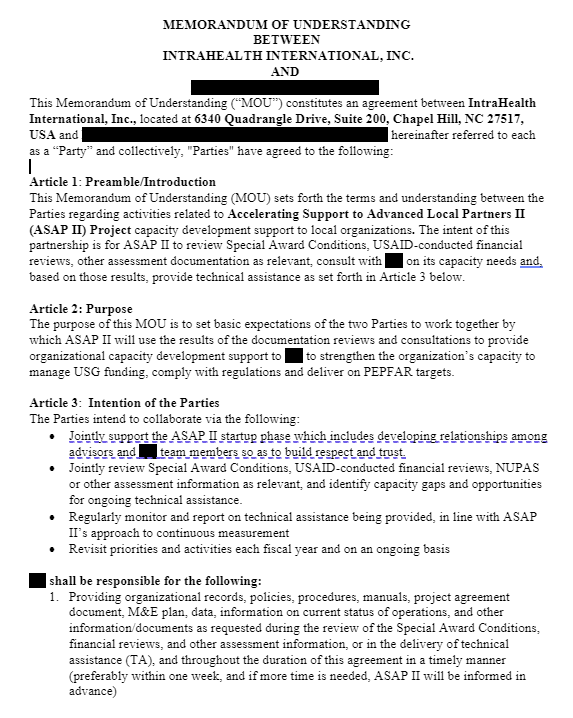 MEMORANDUM OF UNDERSTANDING
BETWEEN
INTRAHEALTH INTERNATIONAL, INC.
AND
This Memorandum of Understanding (“MOU”) constitutes an agreement between IntraHealth
International, Inc., located at 6340 Quadrangle Drive, Suite 200, Chapel Hill, NC 27517,
USA and hereinafter referred to each
as a “Party” and collectively, "Parties" have agreed to the following:
Article 1: Preamble/Introduction
This Memorandum of Understanding (MOU) sets forth the terms and understanding between the
Parties regarding activities related to Accelerating Support to Advanced Local Partners II
(ASAP II) Project capacity development support to local organizations. The intent of this
partnership is for ASAP II to review Special Award Conditions, USAID-conducted financial
reviews, other assessment documentation as relevant, consult with on its capacity needs and,
based on those results, provide technical assistance as set forth in Article 3 below.
Article 2: Purpose
The purpose of this MOU is to set basic expectations of the two Parties to work together by
which ASAP II will use the results of the documentation reviews and consultations to provide
organizational capacity development support to to strengthen the organization’s capacity to
manage USG funding, comply with regulations and deliver on PEPFAR targets.
Article 3: Intention of the Parties
The Parties intend to collaborate via the following:
• Jointly support the ASAP II startup phase which includes developing relationships among
advisors and team members so as to build respect and trust.
• Jointly review Special Award Conditions, USAID-conducted financial reviews, NUPAS
or other assessment information as relevant, and identify capacity gaps and opportunities
for ongoing technical assistance.
• Regularly monitor and report on technical assistance being provided, in line with ASAP
II’s approach to continuous measurement
• Revisit priorities and activities each fiscal year and on an ongoing basis
shall be responsible for the following:
1. Providing organizational records, policies, procedures, manuals, project agreement
document, M&E plan, data, information on current status of operations, and other
information/documents as requested during the review of the Special Award Conditions,
financial reviews, and other assessment information, or in the delivery of technical
assistance (TA), and throughout the duration of this agreement in a timely manner
(preferably within one week, and if more time is needed, ASAP II will be informed in
advance)